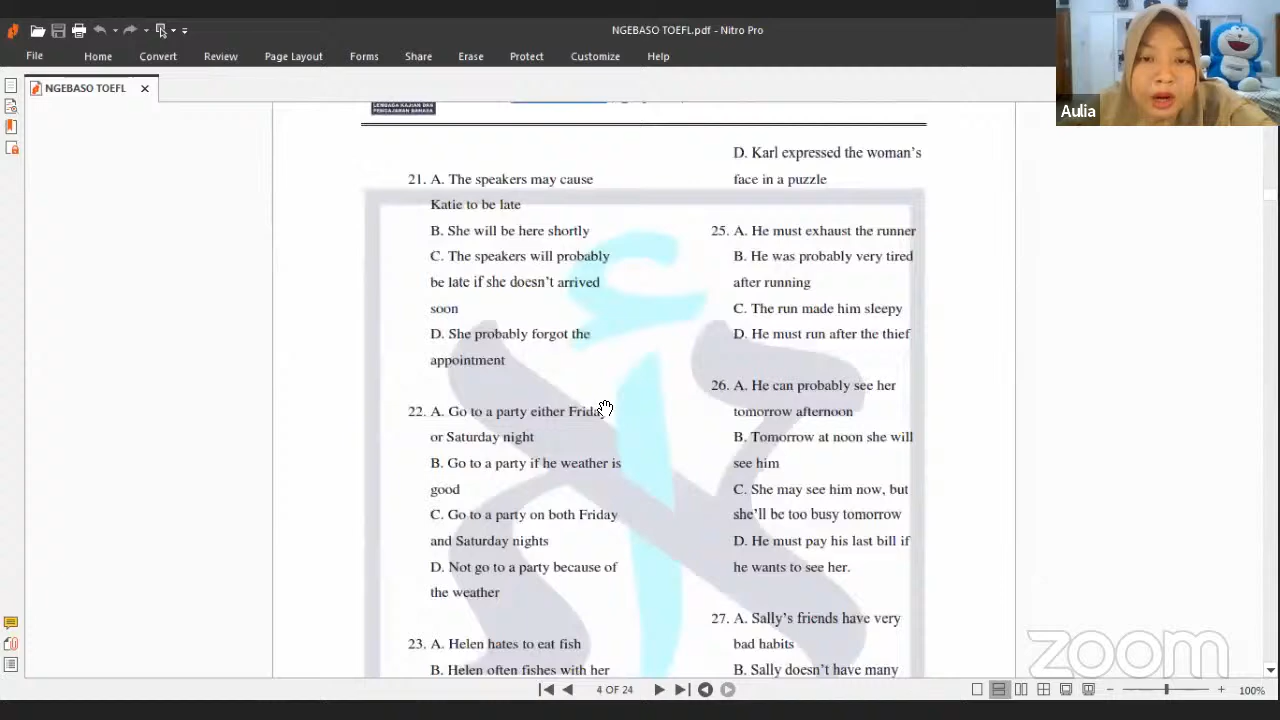 NGEBASO TOEFL.pdf - Nitro Pro
File Home Convert Review Page Layout Forms Share Erase Protect Customize Help
NGEBASO TOEFL
Aulia
LEMBAGA KAJIAN DAN
PENGAJARAN BAHASA
21. A. The speakers may cause
Katie to be late
B. She will be here shortly
C. The speakers will probably
be late if she doesn't arrived
soon
D. She probably forgot the
appointment
22. A. Go to a party either Friday
or Saturday night
B. Go to a party if he weather is
good
C. Go to a party on both Friday
and Saturday nights
D. Not go to a party because of
the weather
23. A. Helen hates to eat fish
B. Helen often fishes with her
D. Karl expressed the woman's
face in a puzzle
25. A. He must exhaust the runner
B. He was probably very tired
after running
C. The run made him sleepy
D. He must run after the thief
26. A. He can probably see her
tomorrow afternoon
B. Tomorrow at noon she will
see him
C. She may see him now, but
she'll be too busy tomorrow
D. He must pay his last bill if
he wants to see her.
27. A. Sally's friends have very
bad habits
B. Sally doesn't have many
zoom
4 OF 24
100%